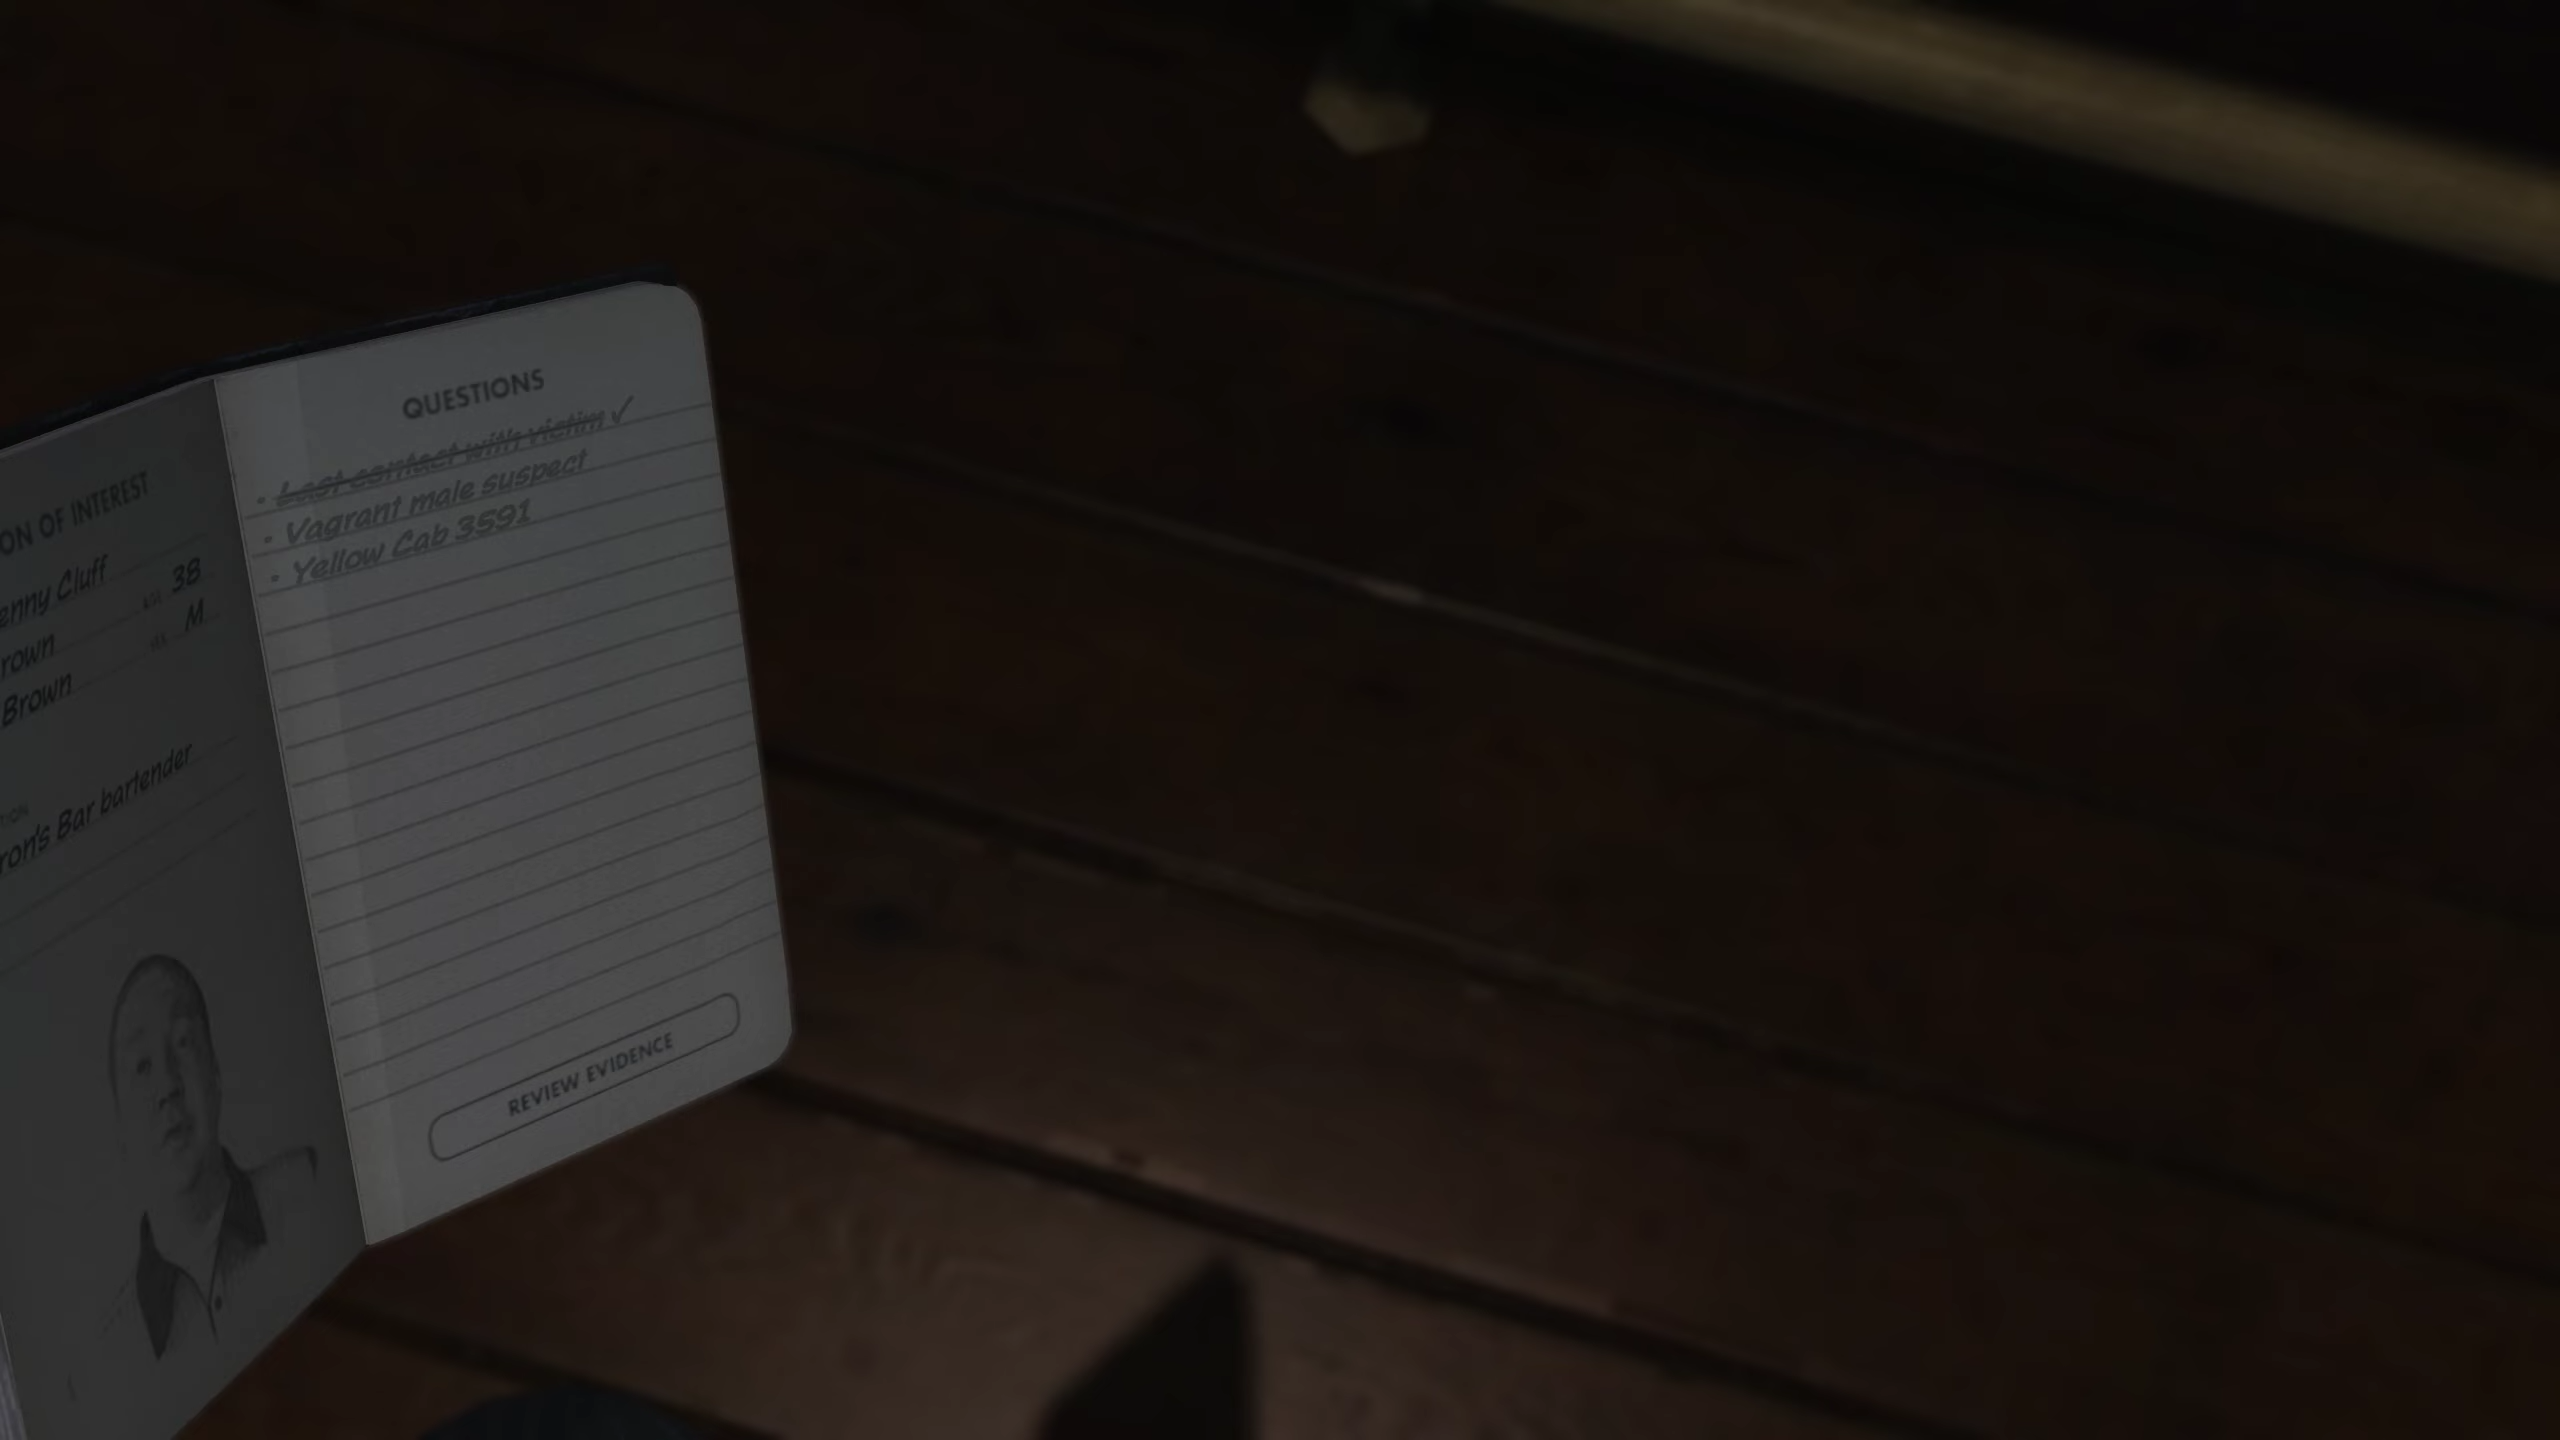 ON OF INTEREST
enny Cluff
38
rown
M
Brown
TION
ron's Bar bartender
QUESTIONS
• Last contact with victim ✓
• Vagrant male suspect
• Yellow Cab 3591
REVIEW EVIDENCE